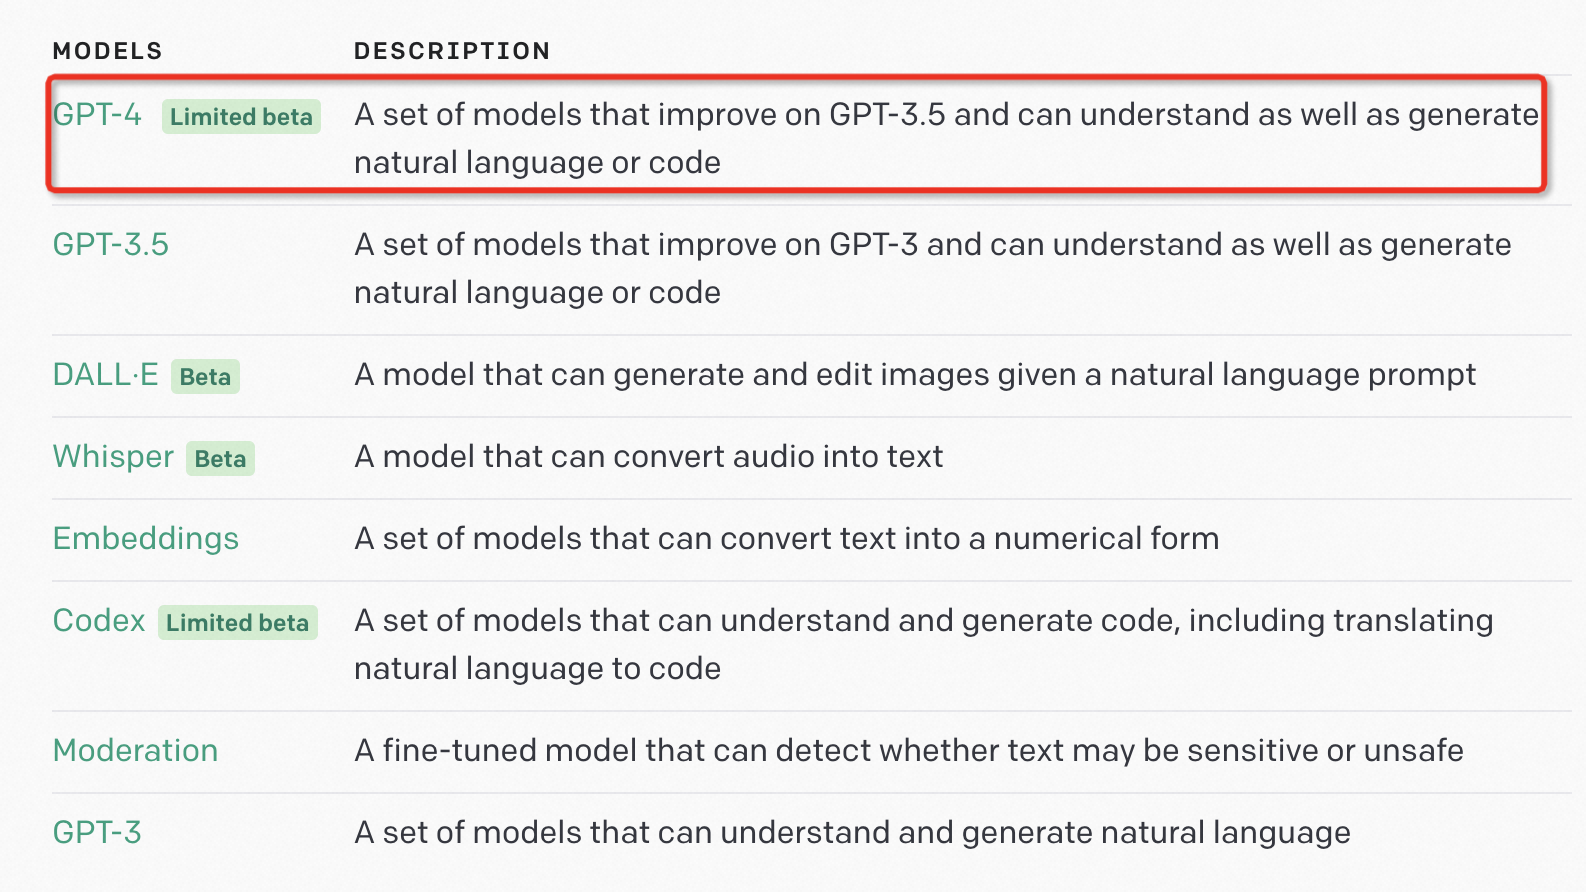 MODELS DESCRIPTION
GPT-4 Limited beta A set of models that improve on GPT-3.5 and can understand as well as generate
natural language or code
GPT-3.5 A set of models that improve on GPT-3 and can understand as well as generate
natural language or code
DALL·E Beta A model that can generate and edit images given a natural language prompt
Whisper Beta A model that can convert audio into text
Embeddings A set of models that can convert text into a numerical form
Codex Limited beta A set of models that can understand and generate code, including translating
natural language to code
Moderation A fine-tuned model that can detect whether text may be sensitive or unsafe
GPT-3 A set of models that can understand and generate natural language